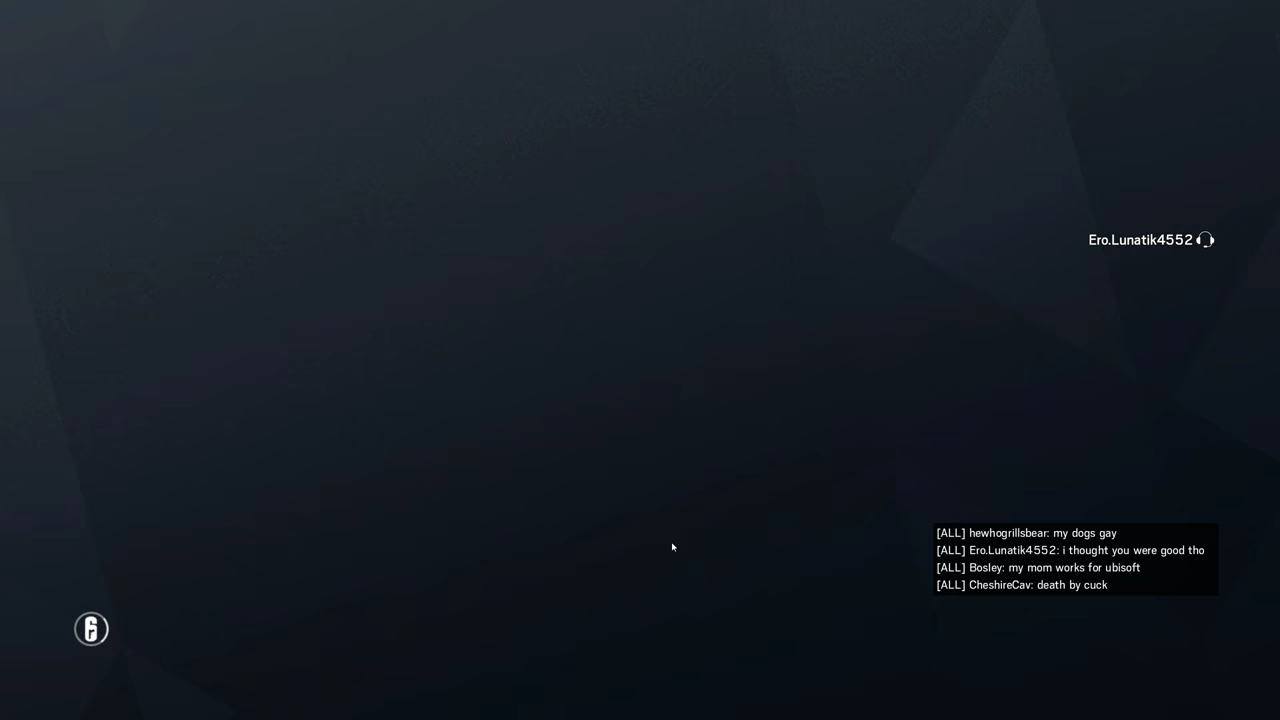 Ero.Lunatik4552
[ALL] hewhogrillsbear: my dogs gay
[ALL] Ero.Lunatik4552: i thought you were good tho
[ALL] Bosley: my mom works for ubisoft
[ALL] CheshireCav: death by cuck
6